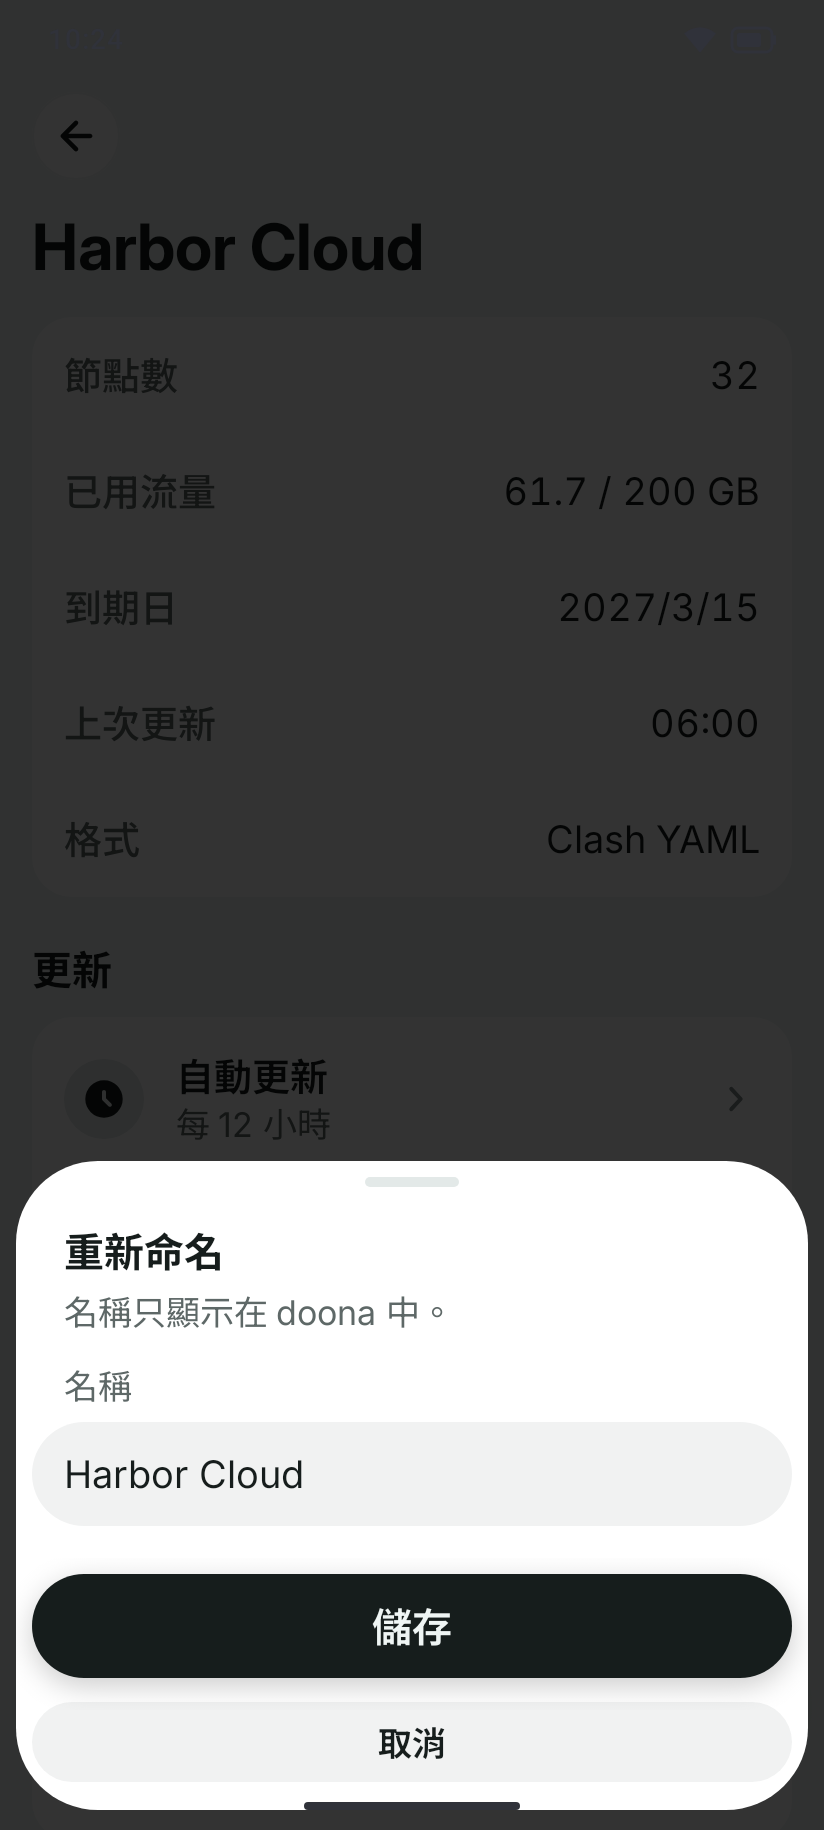 Harbor Cloud
節點數 32
已用流量 61.7 / 200 GB
到期日 2027/3/15
上次更新 06:00
格式 Clash YAML
更新
自動更新
每 12 小時
重新命名
名稱只顯示在 doona 中。
名稱
Harbor Cloud
儲存
取消